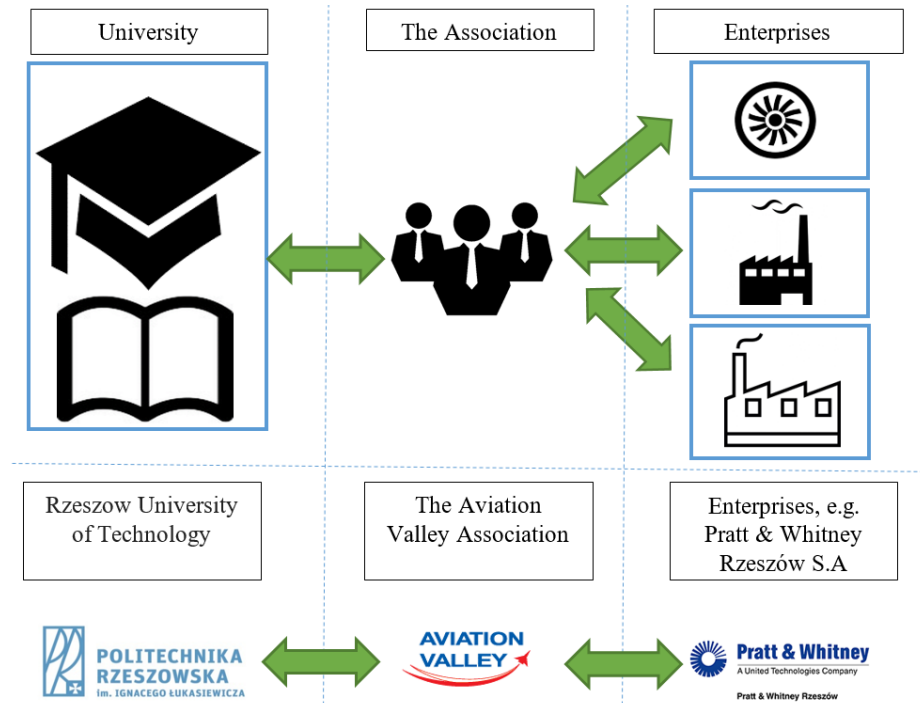 University
The Association
Enterprises
Rzeszow University
of Technology
The Aviation
Valley Association
Enterprises, e.g.
Pratt & Whitney
Rzeszów S.A
POLITECHNIKA
RZESZOWSKA
im. IGNACEGO ŁUKASIEWICZA
AVIATION
VALLEY
Pratt & Whitney
A United Technologies Company
Pratt & Whitney Rzeszów